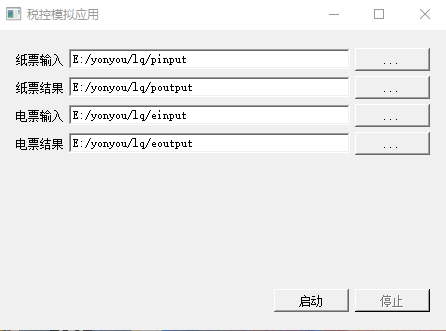 税控模拟应用
纸票输入 E:/yonyou/lq/pinput ...
纸票结果 E:/yonyou/lq/poutput ...
电票输入 E:/yonyou/lq/einput ...
电票结果 E:/yonyou/lq/eoutput ...
启动 停止